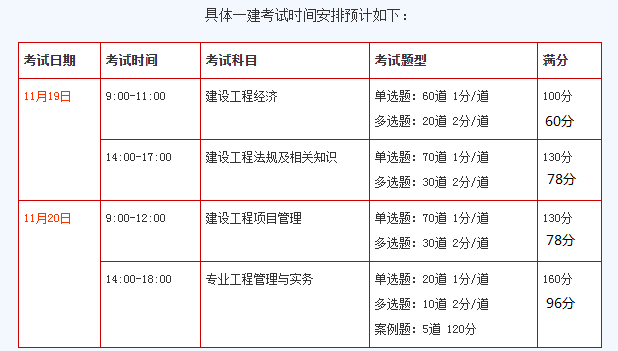 具体一建考试时间安排预计如下：
考试日期 考试时间 考试科目 考试题型 满分
11月19日 9:00-11:00 建设工程经济 单选题：60道 1分/道 100分
多选题：20道 2分/道 60分
14:00-17:00 建设工程法规及相关知识 单选题：70道 1分/道 130分
多选题：30道 2分/道 78分
11月20日 9:00-12:00 建设工程项目管理 单选题：70道 1分/道 130分
多选题：30道 2分/道 78分
14:00-18:00 专业工程管理与实务 单选题：20道 1分/道 160分
多选题：10道 2分/道 96分
案例题：5道 120分